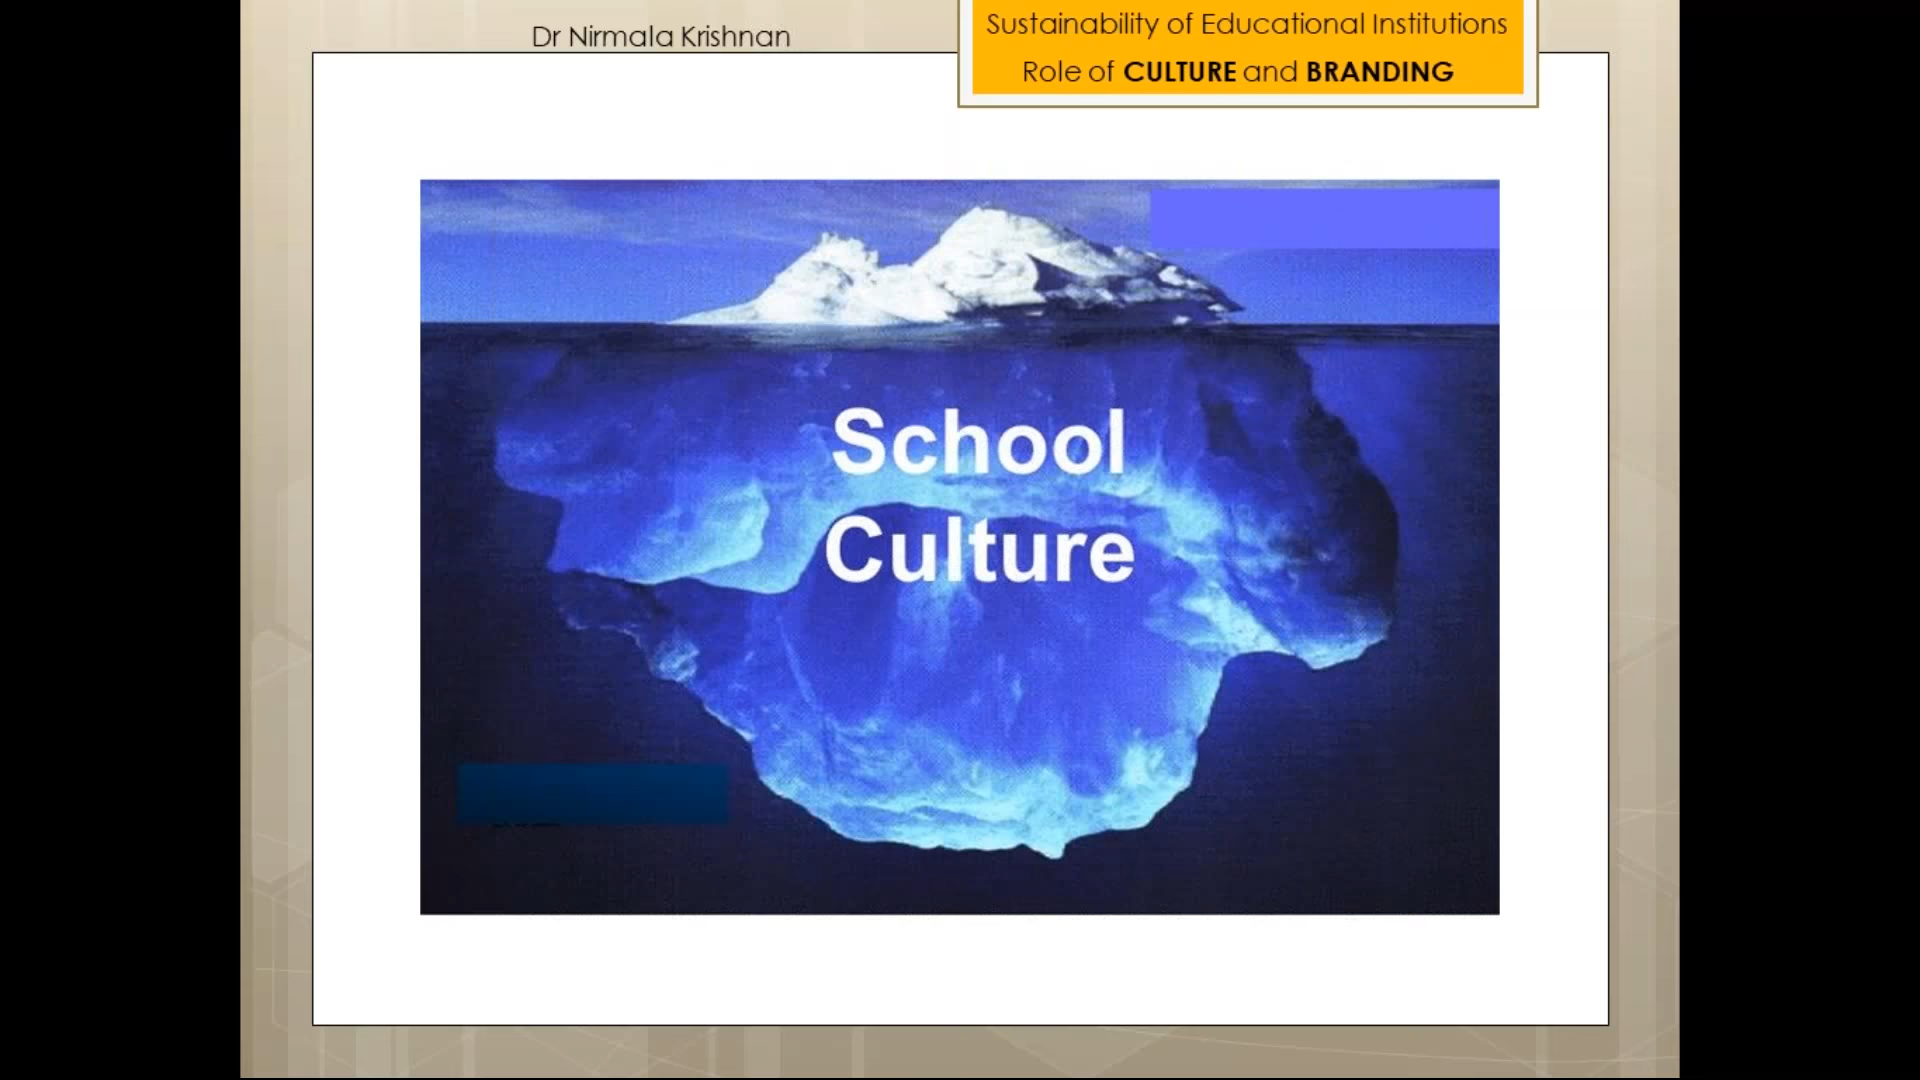 Dr Nirmala Krishnan
Sustainability of Educational Institutions
Role of CULTURE and BRANDING
School
Culture